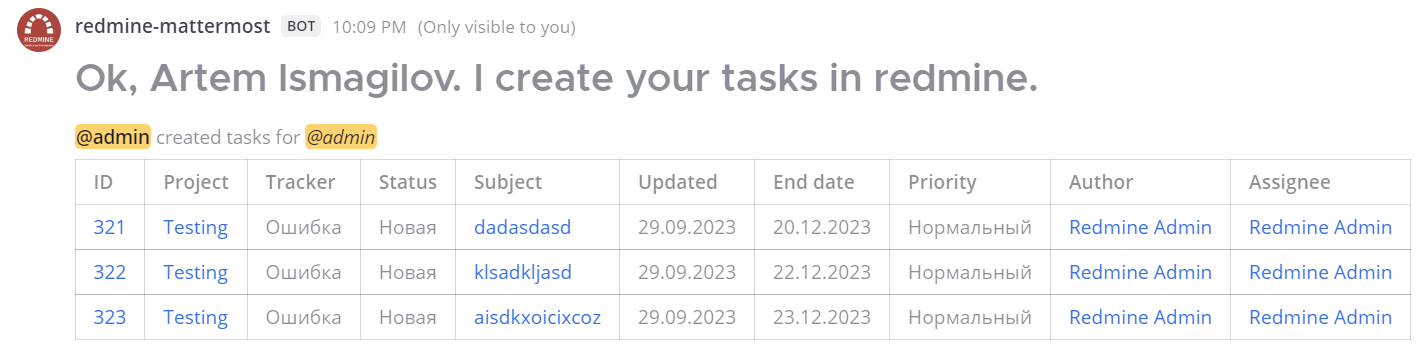 REDMINE
redmine-mattermost BOT 10:09 PM (Only visible to you)
Ok, Artem Ismagilov. I create your tasks in redmine.
@admin created tasks for @admin
ID Project Tracker Status Subject Updated End date Priority Author Assignee
321 Testing Ошибка Новая dadasdasd 29.09.2023 20.12.2023 Нормальный Redmine Admin Redmine Admin
322 Testing Ошибка Новая klsadkljasd 29.09.2023 22.12.2023 Нормальный Redmine Admin Redmine Admin
323 Testing Ошибка Новая aisdkxoicixcoz 29.09.2023 23.12.2023 Нормальный Redmine Admin Redmine Admin